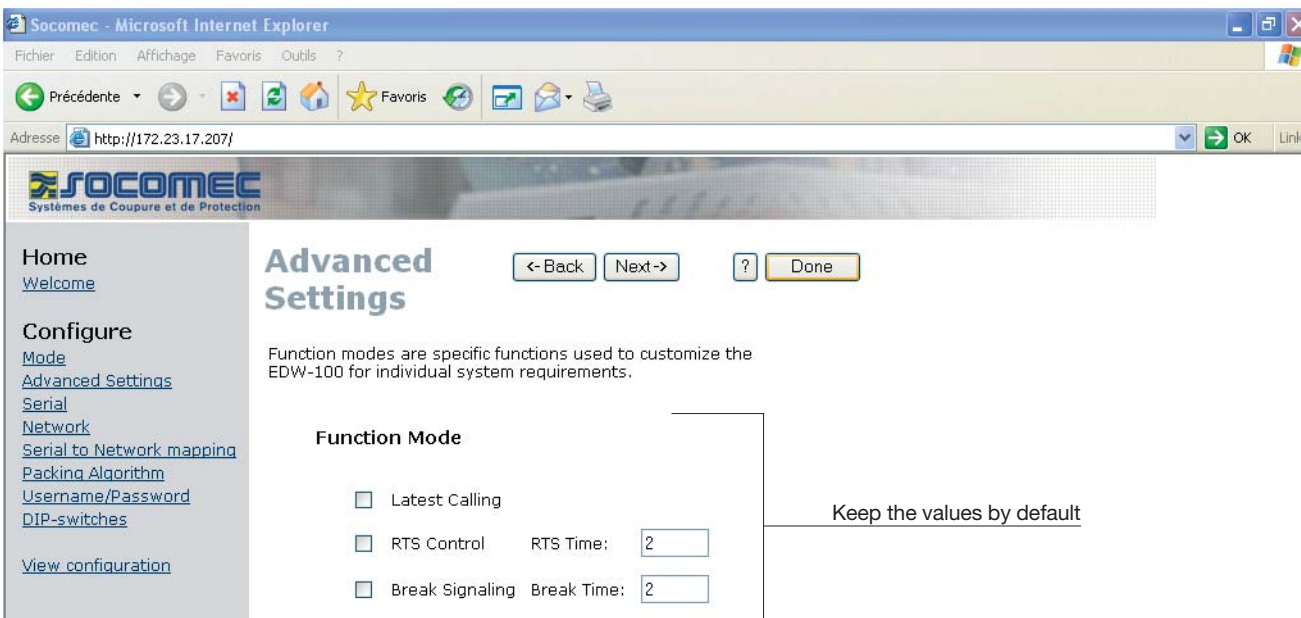 Socomec - Microsoft Internet Explorer
Fichier Edition Affichage Favoris Outils ?
Précédente Favoris
Adresse http://172.23.17.207/ OK Link
SOCOMEC
Systèmes de Coupure et de Protection
Home
Welcome
Configure
Mode
Advanced Settings
Serial
Network
Serial to Network mapping
Packing Algorithm
Username/Password
DIP-switches
View configuration
Advanced
Settings
<-Back Next-> ? Done
Function modes are specific functions used to customize the
EDW-100 for individual system requirements.
Function Mode
Latest Calling
RTS Control RTS Time: 2
Break Signaling Break Time: 2
Keep the values by default